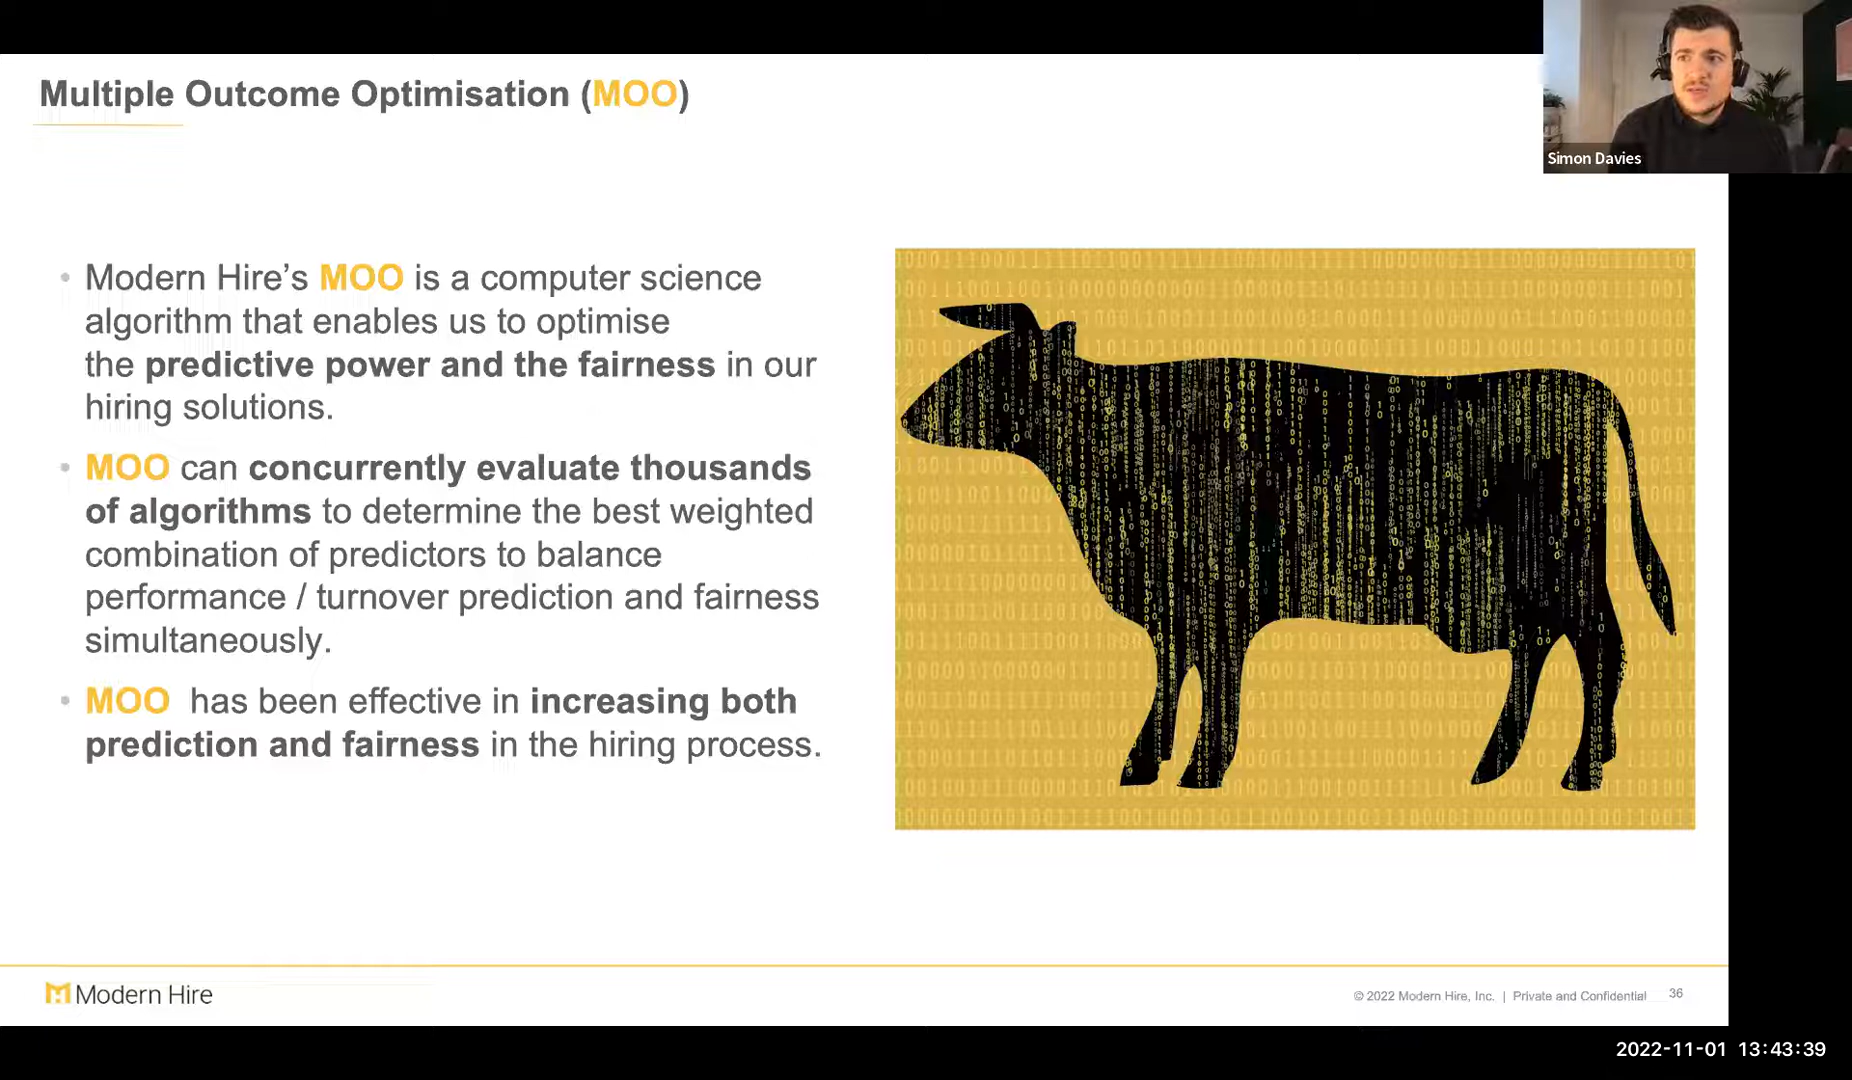 Multiple Outcome Optimisation (MOO)
Simon Davies
• Modern Hire’s MOO is a computer science
algorithm that enables us to optimise
the predictive power and the fairness in our
hiring solutions.
• MOO can concurrently evaluate thousands
of algorithms to determine the best weighted
combination of predictors to balance
performance / turnover prediction and fairness
simultaneously.
• MOO has been effective in increasing both
prediction and fairness in the hiring process.
Modern Hire
© 2022 Modern Hire, Inc. | Private and Confidential 36
2022-11-01 13:43:39